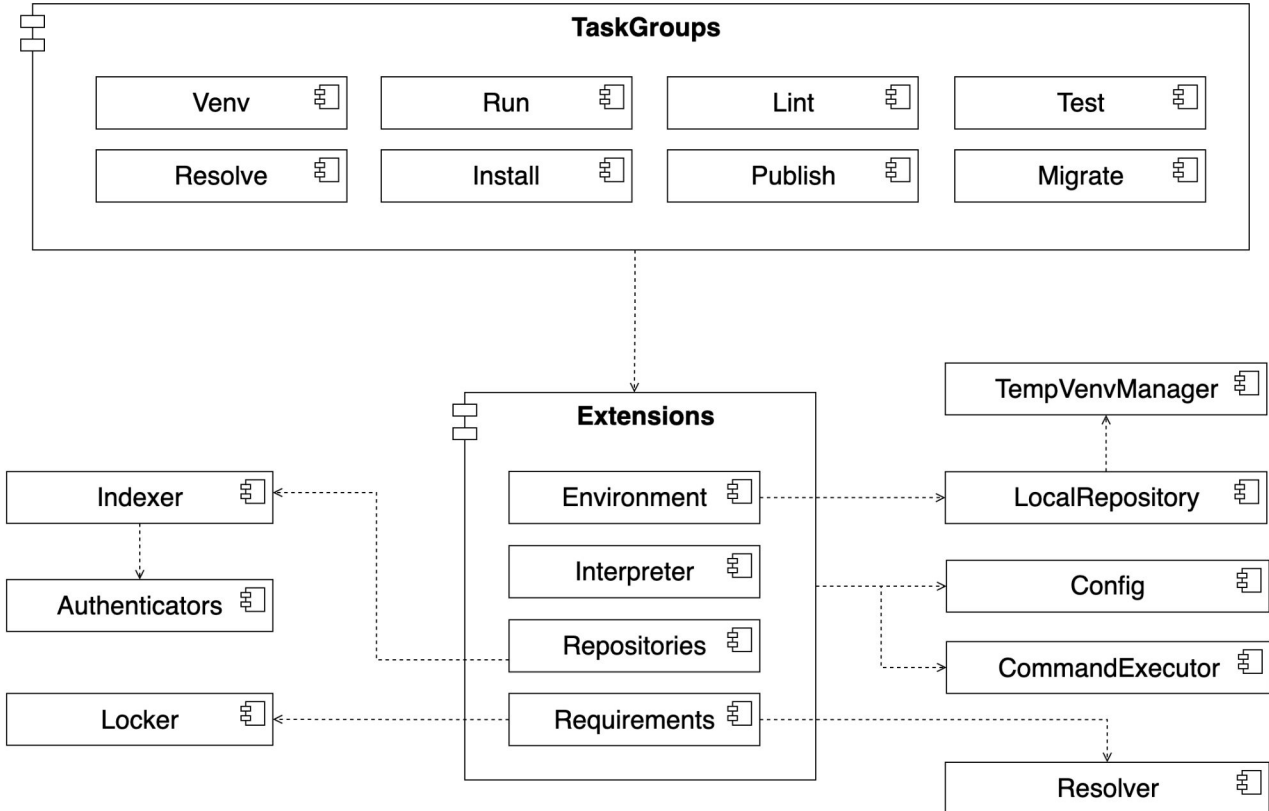 TaskGroups
Venv
Run
Lint
Test
Resolve
Install
Publish
Migrate
Extensions
TempVenvManager
Indexer
Environment
LocalRepository
Authenticators
Interpreter
Config
Repositories
CommandExecutor
Locker
Requirements
Resolver